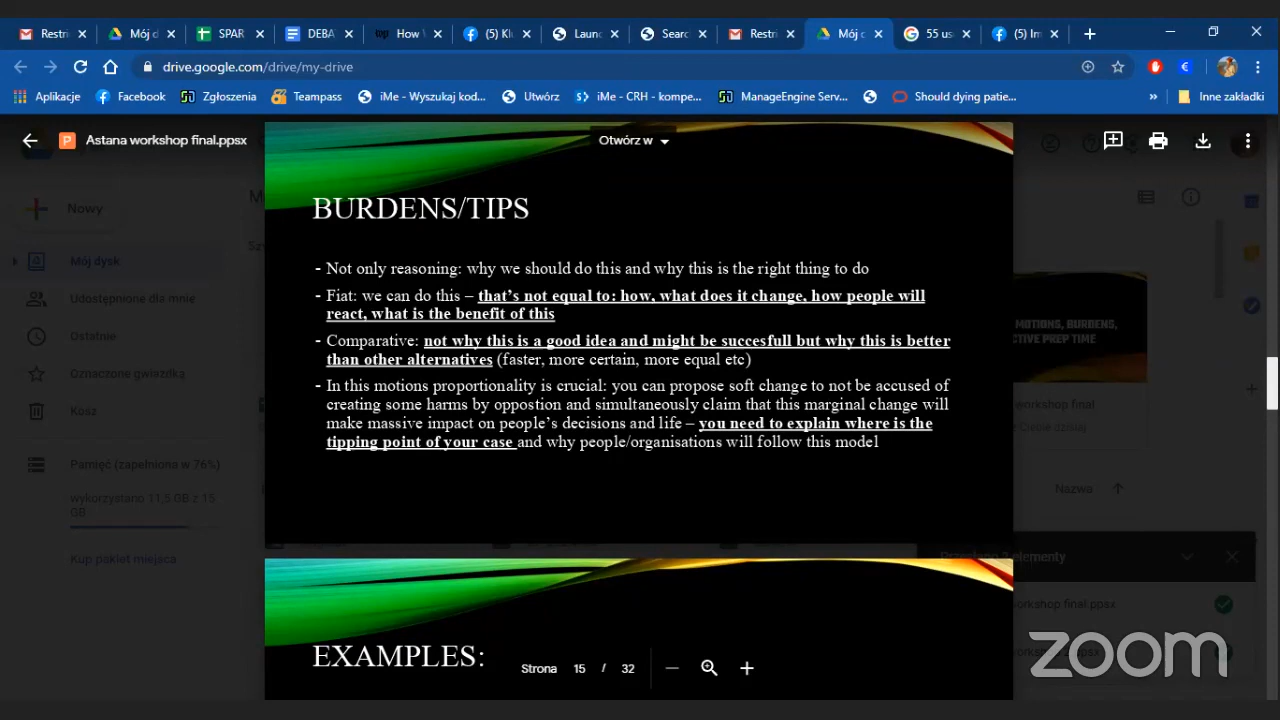 Restri
Mój d
SPAR
DEBA
How
(5) Klu
Laun
Searc
Restri
Mój d
55 us
(5) Im
drive.google.com/drive/my-drive
Aplikacje
Facebook
Zgłoszenia
Teampass
iMe - Wyszukaj kod...
Utwórz
iMe - CRH - kompe...
ManageEngine Serv...
Should dying patie...
»
Inne zakładki
P
Astana workshop final.ppsx
Otwórz w
Nowy
Mój dysk
Udostępnione dla mnie
Ostatnie
Oznaczone gwiazdką
Kosz
Pamięć (zapełniona w 76%)
wykorzystano 11,5 GB z 15
GB
Kup pakiet miejsca
BURDENS/TIPS
- Not only reasoning: why we should do this and why this is the right thing to do
- Fiat: we can do this – that's not equal to: how, what does it change, how people will
react, what is the benefit of this
- Comparative: not why this is a good idea and might be succesfull but why this is better
than other alternatives (faster, more certain, more equal etc)
- In this motions proportionality is crucial: you can propose soft change to not be accused of
creating some harms by oppostion and simultaneously claim that this marginal change will
make massive impact on people's decisions and life – you need to explain where is the
tipping point of your case and why people/organisations will follow this model
EXAMPLES:
Strona 15 / 32
MOTIONS, BURDENS,
CTIVE PREP TIME
workshop final
Nazwa
Przesłano 2 elementy
workshop final.ppsx
zoom